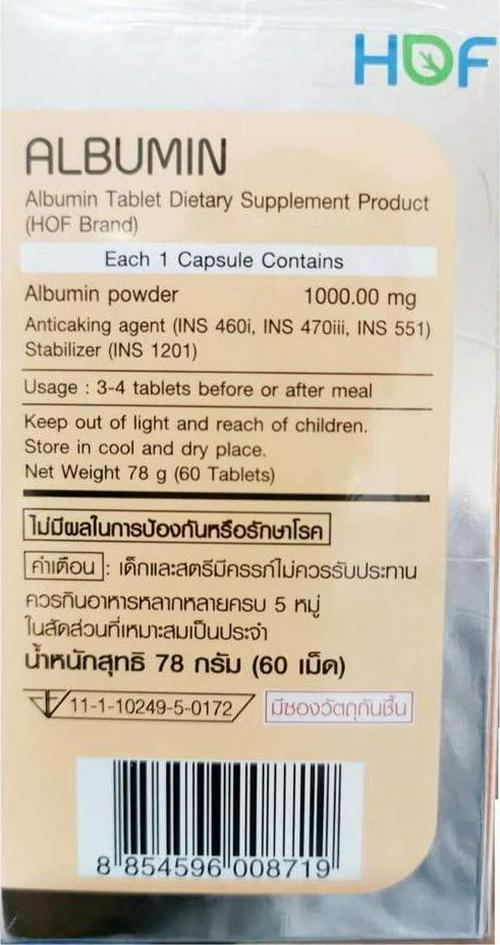 HOF
ALBUMIN
Albumin Tablet Dietary Supplement Product
(HOF Brand)
Each 1 Capsule Contains
Albumin powder 1000.00 mg
Anticaking agent (INS 460i, INS 470iii, INS 551)
Stabilizer (INS 1201)
Usage : 3-4 tablets before or after meal
Keep out of light and reach of children.
Store in cool and dry place.
Net Weight 78 g (60 Tablets)
ไม่มีผลในการป้องกันหรือรักษาโรค
คำเตือน : เด็กและสตรีมีครรภ์ไม่ควรรับประทาน
ควรกินอาหารหลากหลายครบ 5 หมู่
ในสัดส่วนที่เหมาะสมเป็นประจำ
น้ำหนักสุทธิ 78 กรัม (60 เม็ด)
11-1-10249-5-0172 มีซองวัตถุกันชื้น
8 854596 008719